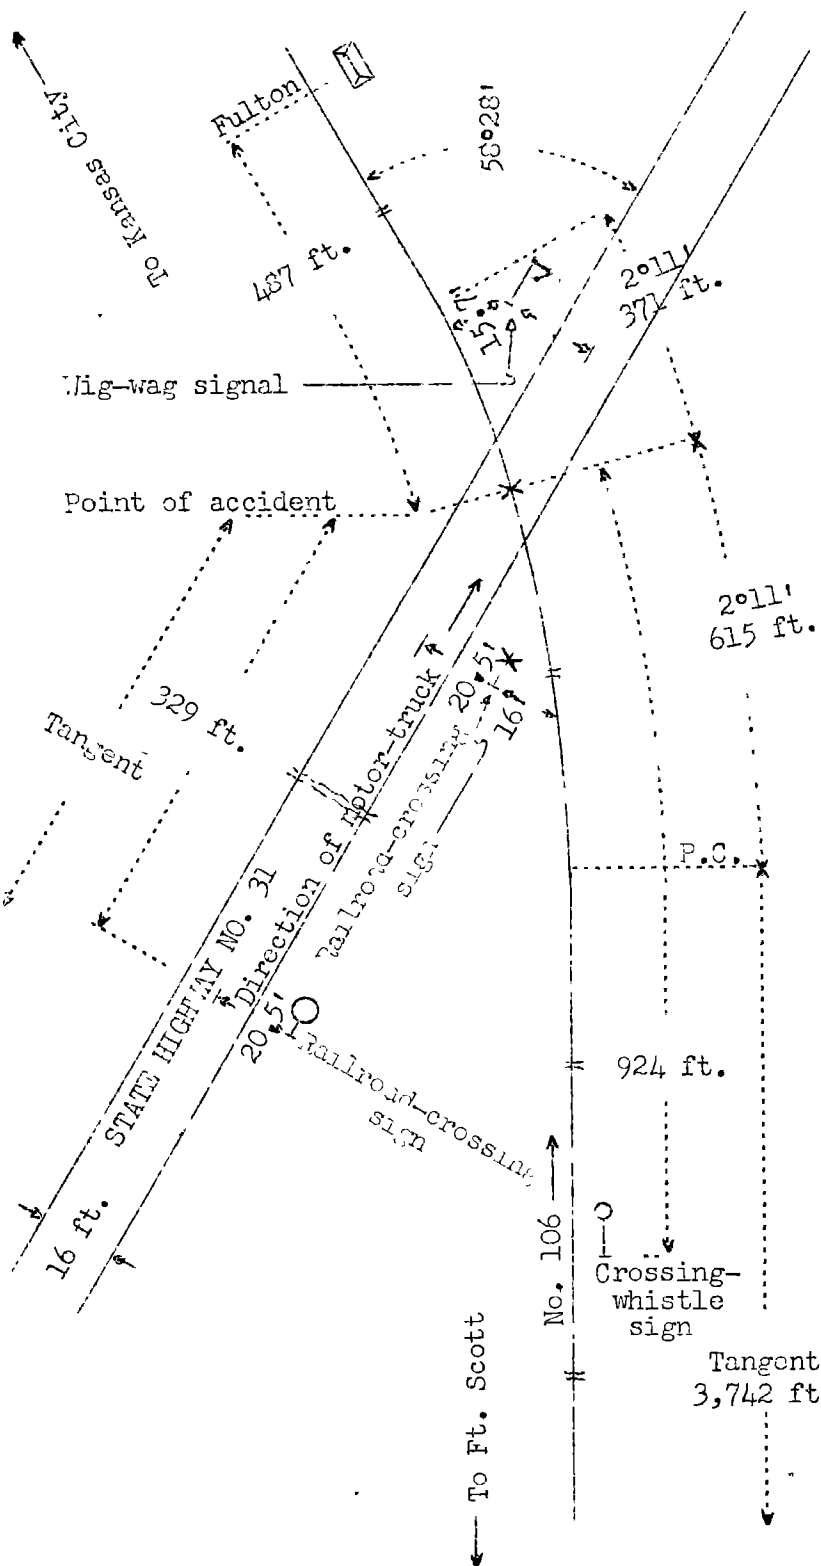 To Kansas City
Fulton
58°28'
487 ft.
15.7'
2°11'
371 ft.
Wig-wag signal
Point of accident
2°11'
615 ft.
Tangent
329 ft.
Direction of motor-truck
20.5'
16'
Railroad-crossing
sign
P.C.
STATE HIGHWAY NO. 31
20.5'
Railroad-crossing
sign
924 ft.
16 ft.
No. 106
Crossing-
whistle
sign
To Ft. Scott
Tangent
3,742 ft